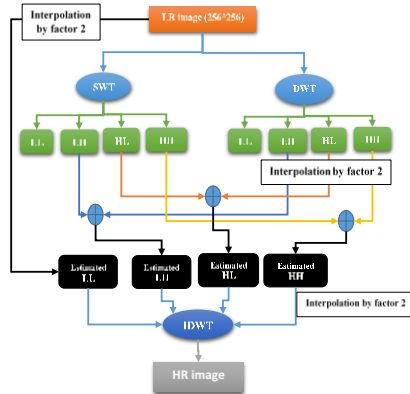 Interpolation
by factor 2
LR image (256*256)
SWT
DWT
LL
LH
HL
HH
LL
LH
HL
HH
Interpolation by factor 2
Estimated
LL
Estimated
LH
Estimated
HL
Estimated
HH
Interpolation by factor 2
IDWT
HR image